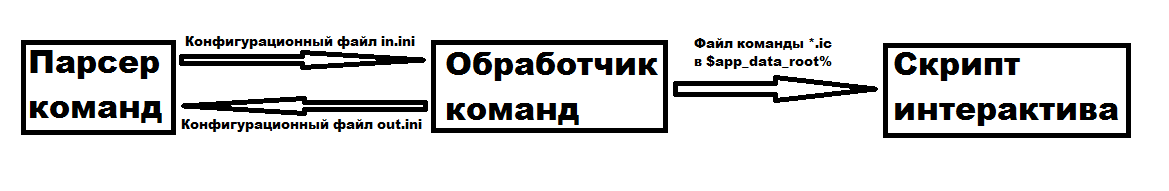 Парсер
команд
Конфигурационный файл in.ini
Конфигурационный файл out.ini
Обработчик
команд
Файл команды *.ic
в $app_data_root%
Скрипт
интерактива